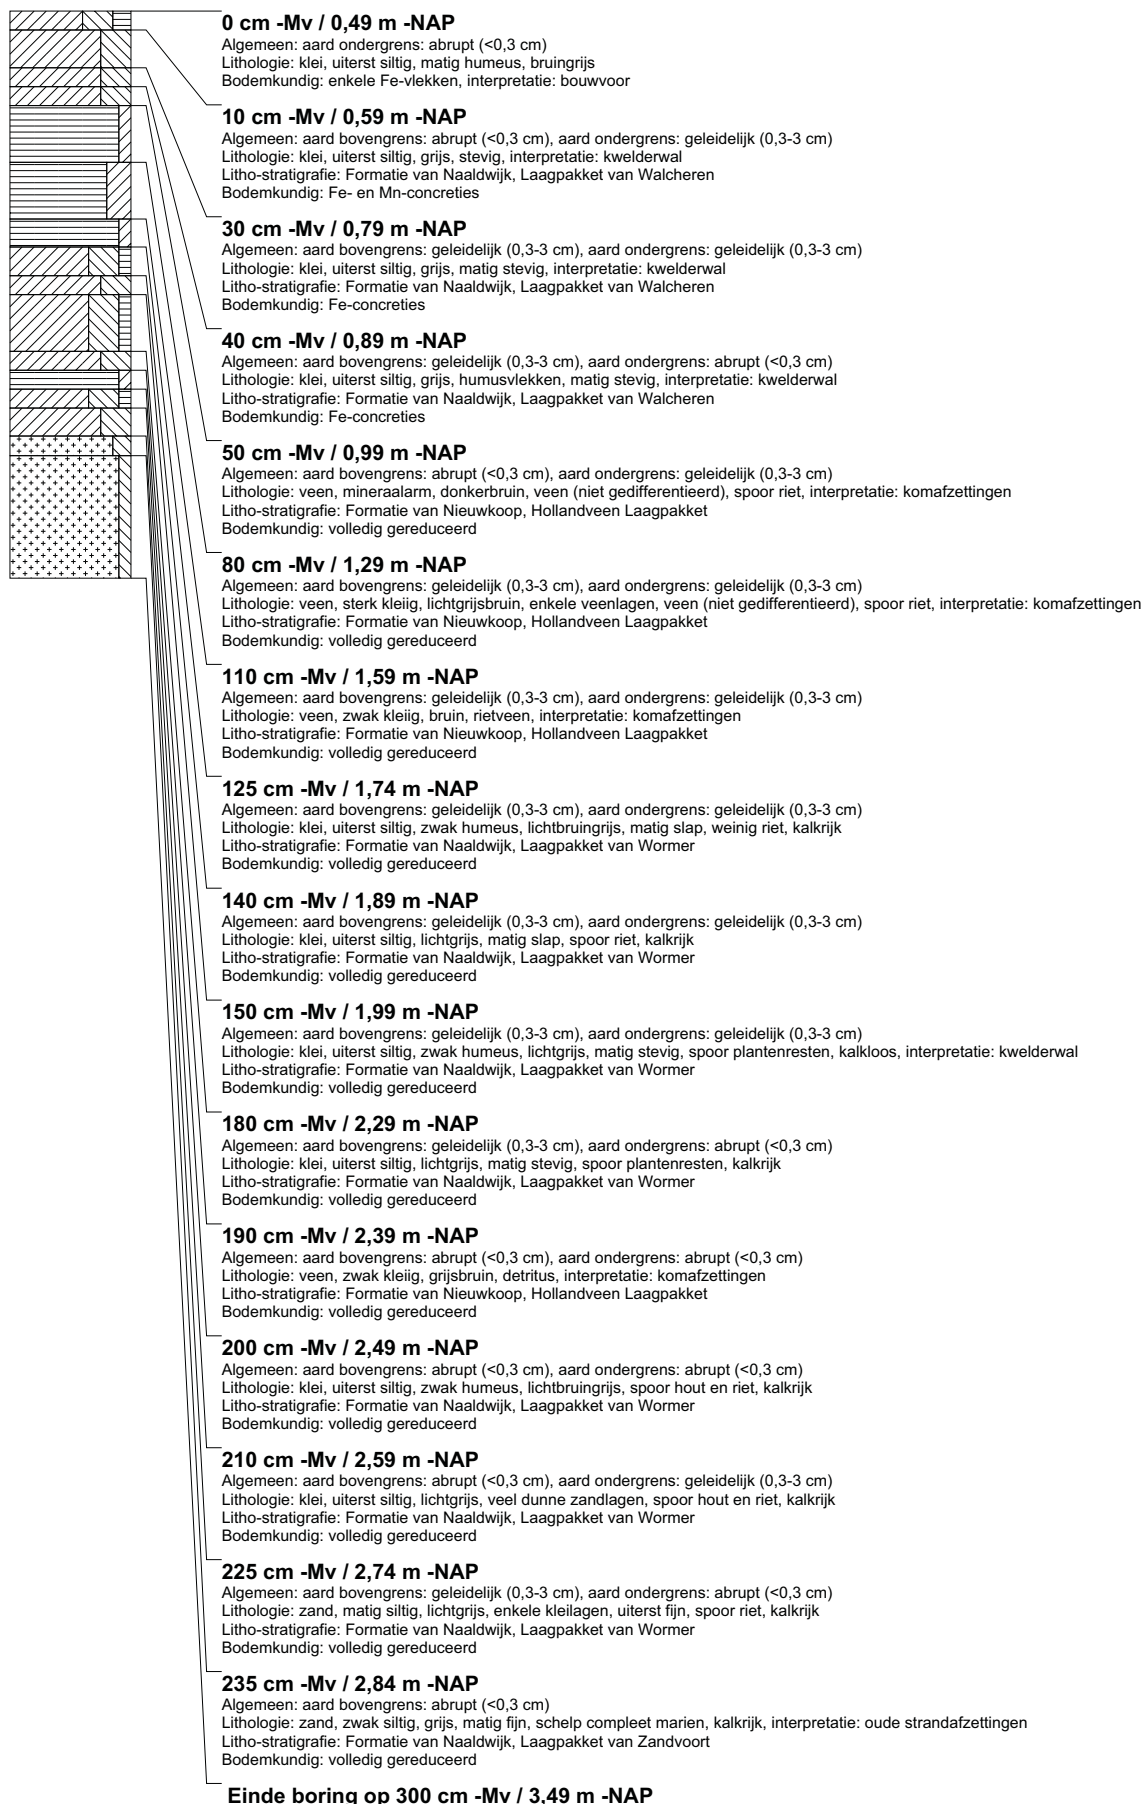 0 cm -Mv / 0,49 m -NAP
Algemeen: aard ondergrens: abrupt (<0,3 cm)
Lithologie: klei, uiterst siltig, matig humeus, bruingrijs
Bodemkundig: enkele Fe-vlekken, interpretatie: bouwvoor
10 cm -Mv / 0,59 m -NAP
Algemeen: aard bovengrens: abrupt (<0,3 cm), aard ondergrens: geleidelijk (0,3-3 cm)
Lithologie: klei, uiterst siltig, grijs, stevig, interpretatie: kwelderwal
Litho-stratigrafie: Formatie van Naaldwijk, Laagpakket van Walcheren
Bodemkundig: Fe- en Mn-concreties
30 cm -Mv / 0,79 m -NAP
Algemeen: aard bovengrens: geleidelijk (0,3-3 cm), aard ondergrens: geleidelijk (0,3-3 cm)
Lithologie: klei, uiterst siltig, grijs, matig stevig, interpretatie: kwelderwal
Litho-stratigrafie: Formatie van Naaldwijk, Laagpakket van Walcheren
Bodemkundig: Fe-concreties
40 cm -Mv / 0,89 m -NAP
Algemeen: aard bovengrens: geleidelijk (0,3-3 cm), aard ondergrens: abrupt (<0,3 cm)
Lithologie: klei, uiterst siltig, grijs, humusvlekken, matig stevig, interpretatie: kwelderwal
Litho-stratigrafie: Formatie van Naaldwijk, Laagpakket van Walcheren
Bodemkundig: Fe-concreties
50 cm -Mv / 0,99 m -NAP
Algemeen: aard bovengrens: abrupt (<0,3 cm), aard ondergrens: geleidelijk (0,3-3 cm)
Lithologie: veen, mineraalarm, donkerbruin, veen (niet gedifferentieerd), spoor riet, interpretatie: komafzettingen
Litho-stratigrafie: Formatie van Nieuwkoop, Hollandveen Laagpakket
Bodemkundig: volledig gereduceerd
80 cm -Mv / 1,29 m -NAP
Algemeen: aard bovengrens: geleidelijk (0,3-3 cm), aard ondergrens: geleidelijk (0,3-3 cm)
Lithologie: veen, sterk kleiig, lichtgrijsbruin, enkele veenlagen, veen (niet gedifferentieerd), spoor riet, interpretatie: komafzettingen
Litho-stratigrafie: Formatie van Nieuwkoop, Hollandveen Laagpakket
Bodemkundig: volledig gereduceerd
110 cm -Mv / 1,59 m -NAP
Algemeen: aard bovengrens: geleidelijk (0,3-3 cm), aard ondergrens: geleidelijk (0,3-3 cm)
Lithologie: veen, zwak kleiig, bruin, rietveen, interpretatie: komafzettingen
Litho-stratigrafie: Formatie van Nieuwkoop, Hollandveen Laagpakket
Bodemkundig: volledig gereduceerd
125 cm -Mv / 1,74 m -NAP
Algemeen: aard bovengrens: geleidelijk (0,3-3 cm), aard ondergrens: geleidelijk (0,3-3 cm)
Lithologie: klei, uiterst siltig, zwak humeus, lichtbruingrijs, matig slap, weinig riet, kalkrijk
Litho-stratigrafie: Formatie van Naaldwijk, Laagpakket van Wormer
Bodemkundig: volledig gereduceerd
140 cm -Mv / 1,89 m -NAP
Algemeen: aard bovengrens: geleidelijk (0,3-3 cm), aard ondergrens: geleidelijk (0,3-3 cm)
Lithologie: klei, uiterst siltig, lichtgrijs, matig slap, spoor riet, kalkrijk
Litho-stratigrafie: Formatie van Naaldwijk, Laagpakket van Wormer
Bodemkundig: volledig gereduceerd
150 cm -Mv / 1,99 m -NAP
Algemeen: aard bovengrens: geleidelijk (0,3-3 cm), aard ondergrens: geleidelijk (0,3-3 cm)
Lithologie: klei, uiterst siltig, zwak humeus, lichtgrijs, matig stevig, spoor plantenresten, kalkloos, interpretatie: kwelderwal
Litho-stratigrafie: Formatie van Naaldwijk, Laagpakket van Wormer
Bodemkundig: volledig gereduceerd
180 cm -Mv / 2,29 m -NAP
Algemeen: aard bovengrens: geleidelijk (0,3-3 cm), aard ondergrens: abrupt (<0,3 cm)
Lithologie: klei, uiterst siltig, lichtgrijs, matig stevig, spoor plantenresten, kalkrijk
Litho-stratigrafie: Formatie van Naaldwijk, Laagpakket van Wormer
Bodemkundig: volledig gereduceerd
190 cm -Mv / 2,39 m -NAP
Algemeen: aard bovengrens: abrupt (<0,3 cm), aard ondergrens: abrupt (<0,3 cm)
Lithologie: veen, zwak kleiig, grijsbruin, detritus, interpretatie: komafzettingen
Litho-stratigrafie: Formatie van Nieuwkoop, Hollandveen Laagpakket
Bodemkundig: volledig gereduceerd
200 cm -Mv / 2,49 m -NAP
Algemeen: aard bovengrens: abrupt (<0,3 cm), aard ondergrens: abrupt (<0,3 cm)
Lithologie: klei, uiterst siltig, zwak humeus, lichtbruingrijs, spoor hout en riet, kalkrijk
Litho-stratigrafie: Formatie van Naaldwijk, Laagpakket van Wormer
Bodemkundig: volledig gereduceerd
210 cm -Mv / 2,59 m -NAP
Algemeen: aard bovengrens: abrupt (<0,3 cm), aard ondergrens: geleidelijk (0,3-3 cm)
Lithologie: klei, uiterst siltig, lichtgrijs, veel dunne zandlagen, spoor hout en riet, kalkrijk
Litho-stratigrafie: Formatie van Naaldwijk, Laagpakket van Wormer
Bodemkundig: volledig gereduceerd
225 cm -Mv / 2,74 m -NAP
Algemeen: aard bovengrens: geleidelijk (0,3-3 cm), aard ondergrens: abrupt (<0,3 cm)
Lithologie: zand, matig siltig, lichtgrijs, enkele kleilagen, uiterst fijn, spoor riet, kalkrijk
Litho-stratigrafie: Formatie van Naaldwijk, Laagpakket van Wormer
Bodemkundig: volledig gereduceerd
235 cm -Mv / 2,84 m -NAP
Algemeen: aard bovengrens: abrupt (<0,3 cm)
Lithologie: zand, zwak siltig, grijs, matig fijn, schelp compleet marien, kalkrijk, interpretatie: oude strandafzettingen
Litho-stratigrafie: Formatie van Naaldwijk, Laagpakket van Zandvoort
Bodemkundig: volledig gereduceerd
Einde boring op 300 cm -Mv / 3,49 m -NAP